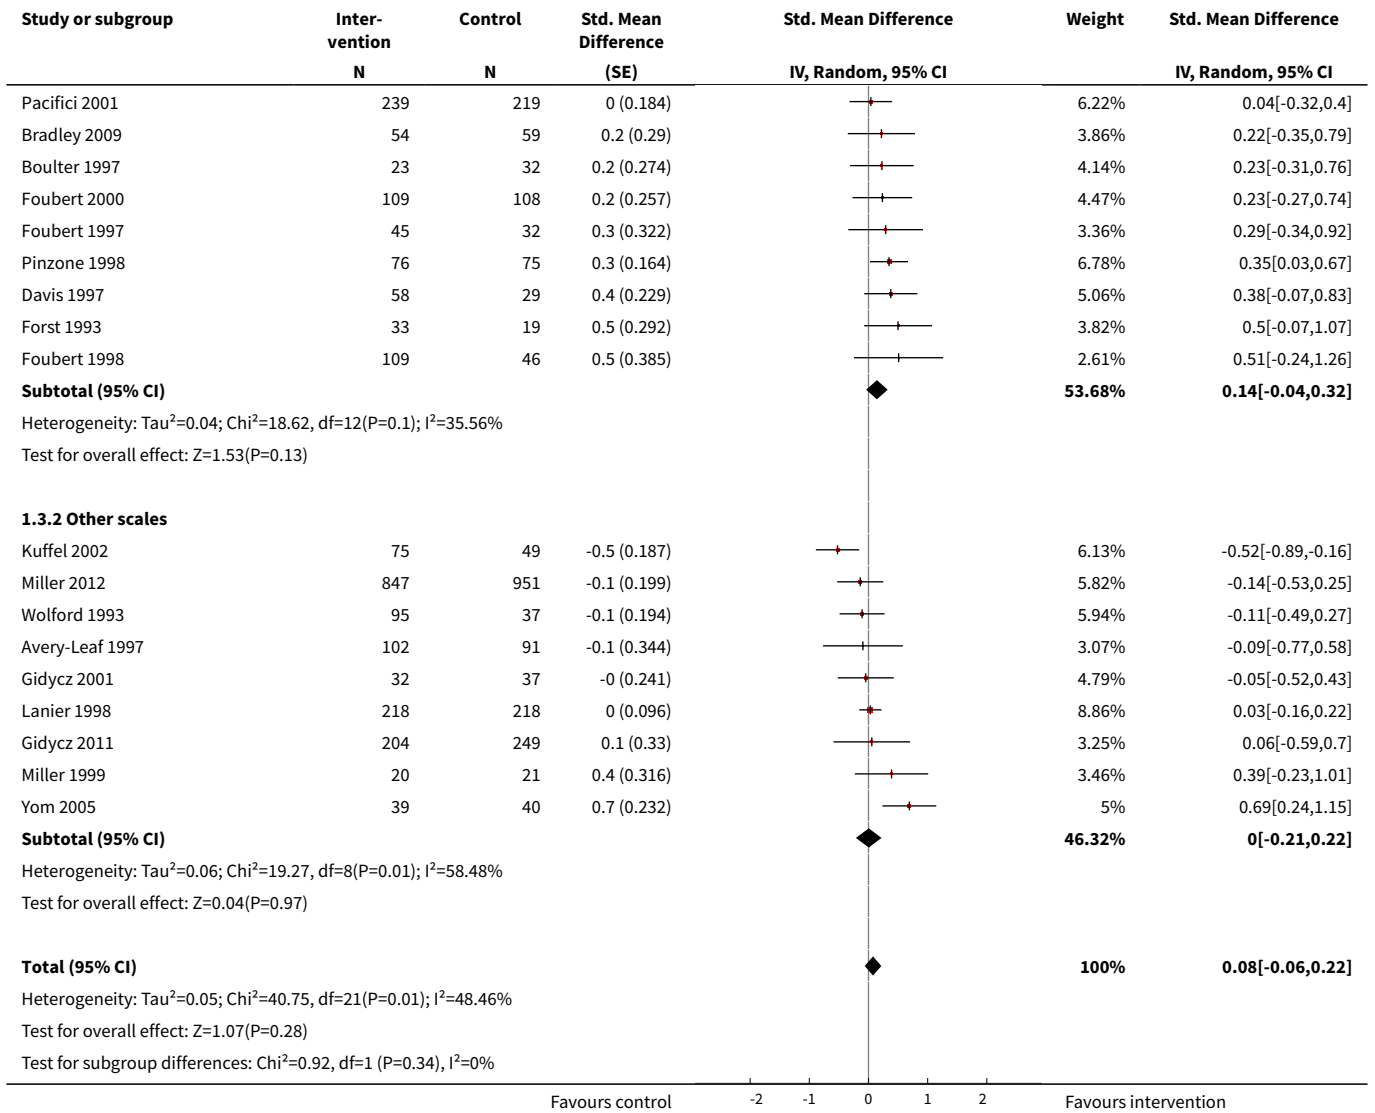 Study or subgroup Inter- Control Std. Mean Std. Mean Difference Weight Std. Mean Difference
vention Difference
N N (SE) IV, Random, 95% CI IV, Random, 95% CI
Pacifici 2001 239 219 0 (0.184) 6.22% 0.04[-0.32,0.4]
Bradley 2009 54 59 0.2 (0.29) 3.86% 0.22[-0.35,0.79]
Boulter 1997 23 32 0.2 (0.274) 4.14% 0.23[-0.31,0.76]
Foubert 2000 109 108 0.2 (0.257) 4.47% 0.23[-0.27,0.74]
Foubert 1997 45 32 0.3 (0.322) 3.36% 0.29[-0.34,0.92]
Pinzone 1998 76 75 0.3 (0.164) 6.78% 0.35[0.03,0.67]
Davis 1997 58 29 0.4 (0.229) 5.06% 0.38[-0.07,0.83]
Forst 1993 33 19 0.5 (0.292) 3.82% 0.5[-0.07,1.07]
Foubert 1998 109 46 0.5 (0.385) 2.61% 0.51[-0.24,1.26]
Subtotal (95% CI) 53.68% 0.14[-0.04,0.32]
Heterogeneity: Tau²=0.04; Chi²=18.62, df=12(P=0.1); I²=35.56%
Test for overall effect: Z=1.53(P=0.13)
1.3.2 Other scales
Kuffel 2002 75 49 -0.5 (0.187) 6.13% -0.52[-0.89,-0.16]
Miller 2012 847 951 -0.1 (0.199) 5.82% -0.14[-0.53,0.25]
Wolford 1993 95 37 -0.1 (0.194) 5.94% -0.11[-0.49,0.27]
Avery-Leaf 1997 102 91 -0.1 (0.344) 3.07% -0.09[-0.77,0.58]
Gidycz 2001 32 37 -0 (0.241) 4.79% -0.05[-0.52,0.43]
Lanier 1998 218 218 0 (0.096) 8.86% 0.03[-0.16,0.22]
Gidycz 2011 204 249 0.1 (0.33) 3.25% 0.06[-0.59,0.7]
Miller 1999 20 21 0.4 (0.316) 3.46% 0.39[-0.23,1.01]
Yom 2005 39 40 0.7 (0.232) 5% 0.69[0.24,1.15]
Subtotal (95% CI) 46.32% 0[-0.21,0.22]
Heterogeneity: Tau²=0.06; Chi²=19.27, df=8(P=0.01); I²=58.48%
Test for overall effect: Z=0.04(P=0.97)
Total (95% CI) 100% 0.08[-0.06,0.22]
Heterogeneity: Tau²=0.05; Chi²=40.75, df=21(P=0.01); I²=48.46%
Test for overall effect: Z=1.07(P=0.28)
Test for subgroup differences: Chi²=0.92, df=1 (P=0.34), I²=0%
Favours control -2 -1 0 1 2 Favours intervention